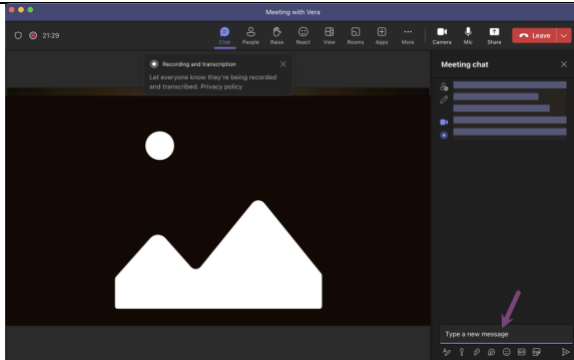 Meeting with Vera
21:29
Chat People Raise React View Rooms Apps More Camera Mic Share Leave
Recording and transcription
Let everyone know they're being recorded
and transcribed. Privacy policy
Meeting chat
Type a new message